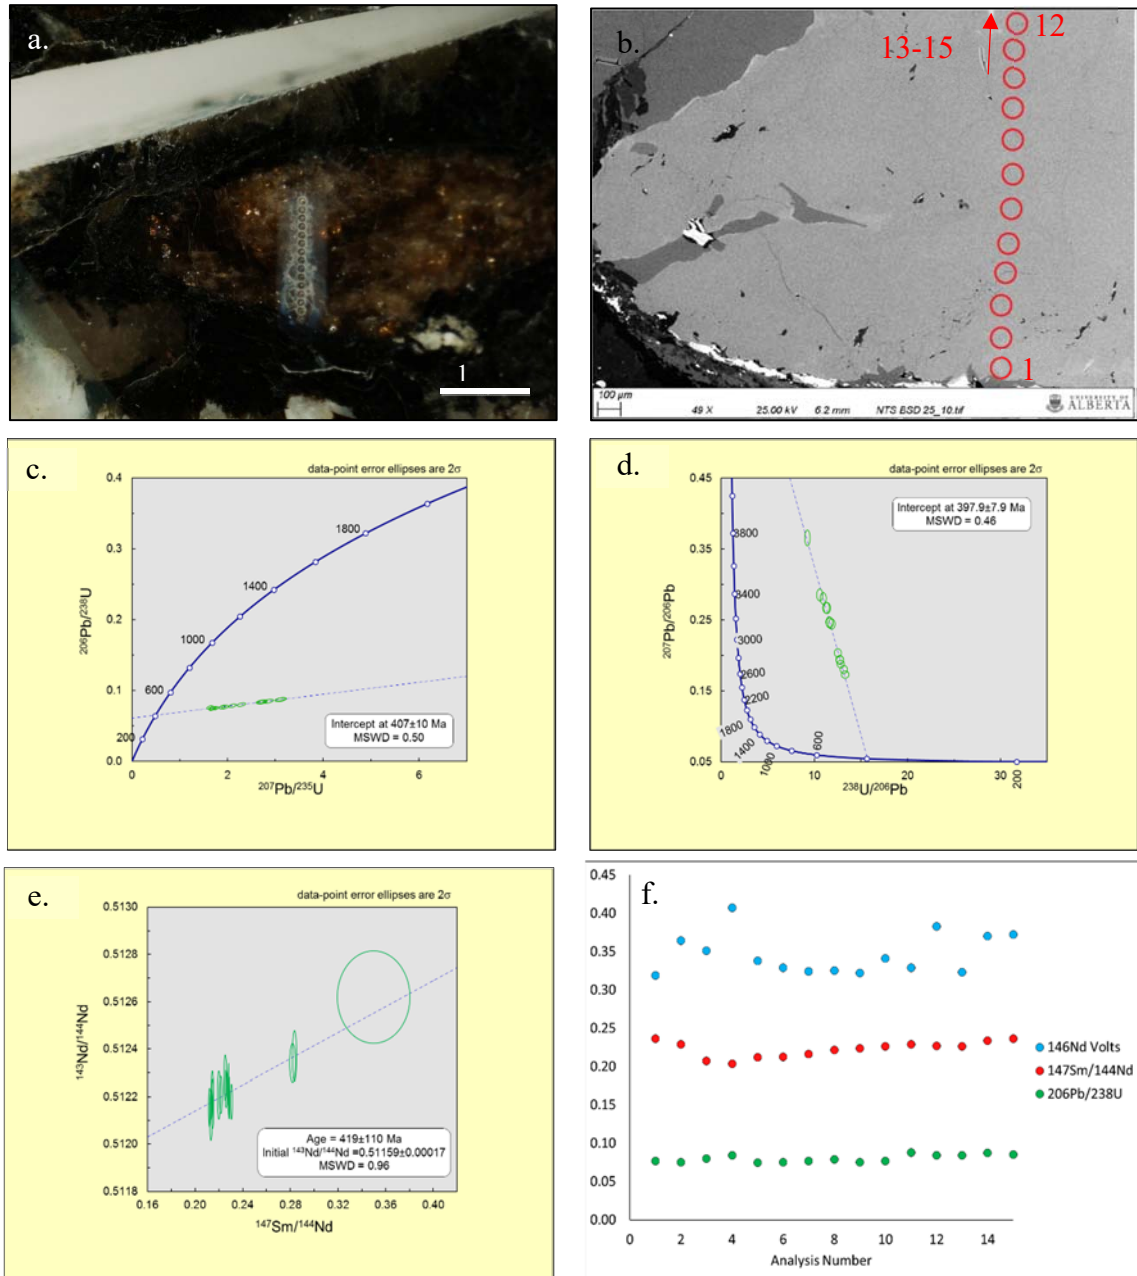 a.
1
b.
13-15
12
1
100 µm
49 X
25.00 kV
6.2 mm
NTS BSD 25_10.tif
UNIVERSITY OF
ALBERTA
c.
data-point error ellipses are 2σ
206Pb/238U
0.4
0.3
0.2
0.1
0.0
200
600
1000
1400
1800
Intercept at 407±10 Ma
MSWD = 0.50
0
2
4
6
207Pb/235U
d.
data-point error ellipses are 2σ
207Pb/206Pb
0.45
0.35
0.25
0.15
0.05
3800
3400
3000
2600
2200
1800
1400
1000
600
200
Intercept at 397.9±7.9 Ma
MSWD = 0.46
0
10
20
30
238U/206Pb
e.
data-point error ellipses are 2σ
143Nd/144Nd
0.5130
0.5128
0.5126
0.5124
0.5122
0.5120
0.5118
Age = 419±110 Ma
Initial 143Nd/144Nd =0.51159±0.00017
MSWD = 0.96
0.16
0.20
0.24
0.28
0.32
0.36
0.40
147Sm/144Nd
f.
0.45
0.40
0.35
0.30
0.25
0.20
0.15
0.10
0.05
0.00
146Nd Volts
147Sm/144Nd
206Pb/238U
0
2
4
6
8
10
12
14
Analysis Number